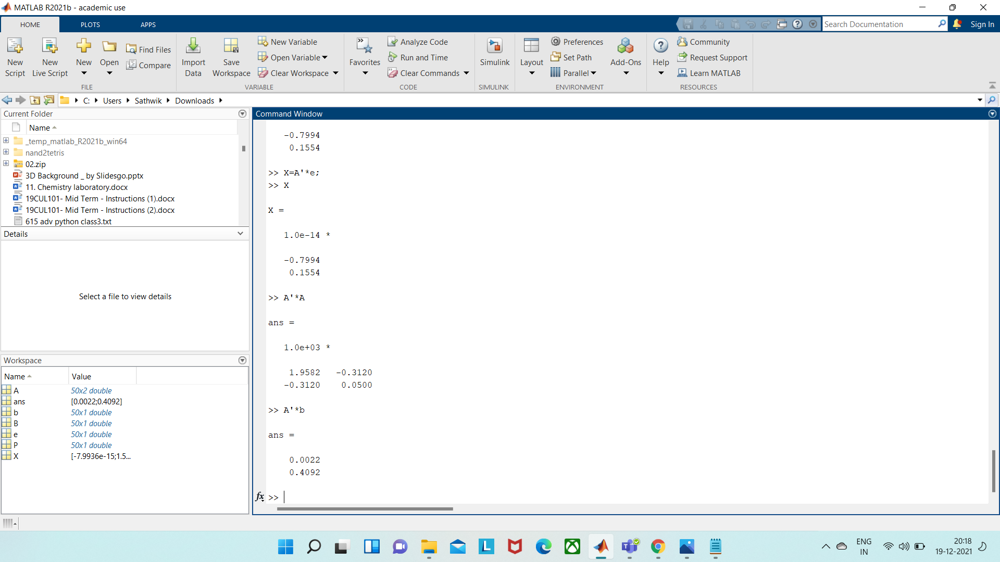 MATLAB R2021b - academic use
HOME PLOTS APPS
Search Documentation
Sign In
New Script
New Live Script
New
Open
Find Files
Compare
FILE
Import Data
Save Workspace
New Variable
Open Variable
Clear Workspace
VARIABLE
Favorites
Analyze Code
Run and Time
Clear Commands
CODE
Simulink
SIMULINK
Layout
Preferences
Set Path
Parallel
Add-Ons
ENVIRONMENT
Help
Community
Request Support
Learn MATLAB
RESOURCES
C: Users Sathwik Downloads
Current Folder
Name
_temp_matlab_R2021b_win64
nand2tetris
02.zip
3D Background _ by Slidesgo.pptx
11. Chemistry laboratory.docx
19CUL101- Mid Term - Instructions (1).docx
19CUL101- Mid Term - Instructions (2).docx
615 adv python class3.txt
Details
Select a file to view details
Workspace
Name Value
A 50x2 double
ans [0.0022;0.4092]
b 50x1 double
B 50x1 double
e 50x1 double
P 50x1 double
X [-7.9936e-15;1.5...
Command Window
-0.7994
0.1554
>> X=A'*e;
>> X
X =
1.0e-14 *
-0.7994
0.1554
>> A'*A
ans =
1.0e+03 *
1.9582 -0.3120
-0.3120 0.0500
>> A'*b
ans =
0.0022
0.4092
fx >>
ENG
IN
20:18
19-12-2021